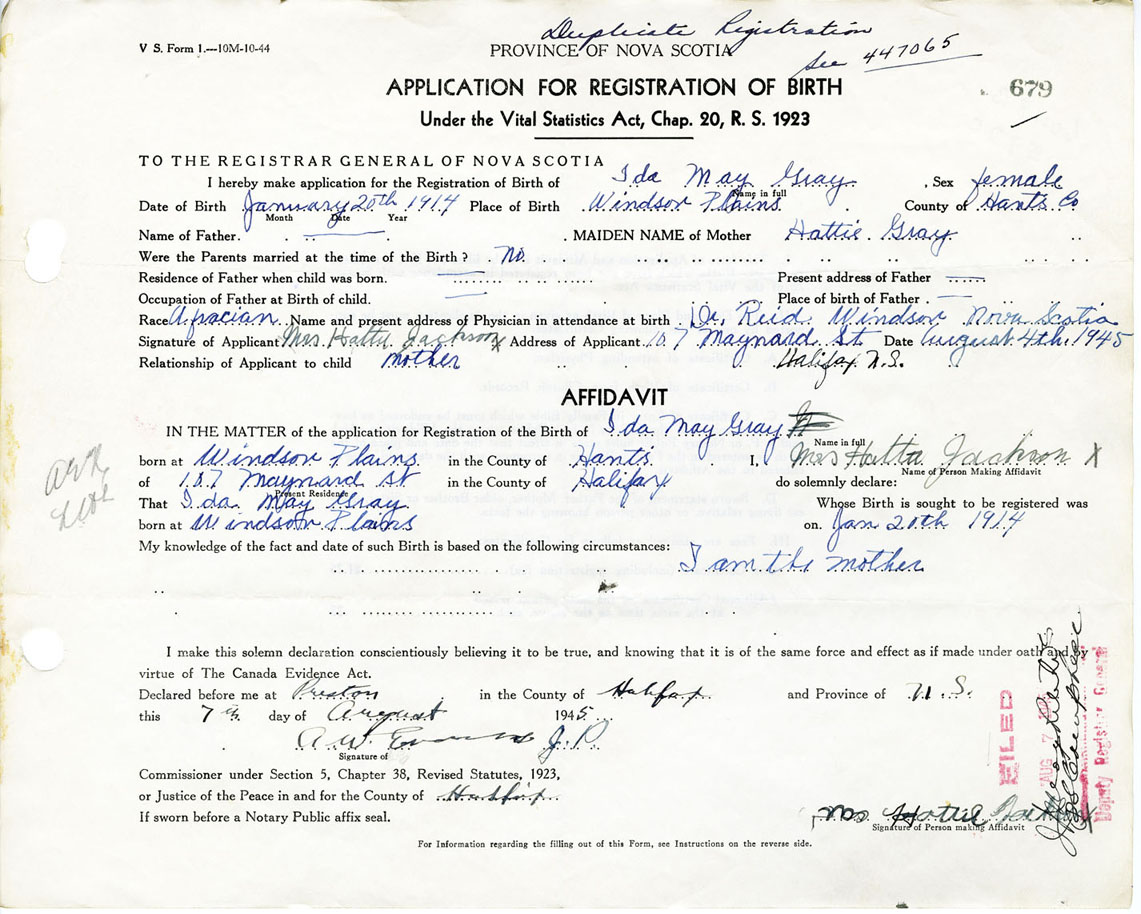 Duplicate Registration
V S. Form 1.—10M-10-44
PROVINCE OF NOVA SCOTIA
See 447065
APPLICATION FOR REGISTRATION OF BIRTH
679
Under the Vital Statistics Act, Chap. 20, R. S. 1923
TO THE REGISTRAR GENERAL OF NOVA SCOTIA
I hereby make application for the Registration of Birth of Ida May Gray, Sex female
Name in full
Date of Birth January 20th 1914 Place of Birth Windsor Plains County of Hants Co
Month Date Year
Name of Father. MAIDEN NAME of Mother Hattie Gray
Were the Parents married at the time of the Birth? No
Residence of Father when child was born. Present address of Father
Occupation of Father at Birth of child. Place of birth of Father
Race Afracian Name and present address of Physician in attendance at birth Dr. Reid Windsor Nova Scotia
Signature of Applicant Mrs Hatta Jackson X Address of Applicant 107 Maynard St Date August 4th, 1945
Relationship of Applicant to child mother Halifax N.S.
AFFIDAVIT
IN THE MATTER of the application for Registration of the Birth of Ida May Gray
Name in full
born at Windsor Plains in the County of Hants I, Mrs Hatta Jackson X
Name of Person Making Affidavit
of 107 Maynard St in the County of Halifax do solemnly declare:
Present Residence
That Ida May Gray Whose Birth is sought to be registered was
born at Windsor Plains on Jan 20th 1914
My knowledge of the fact and date of such Birth is based on the following circumstances:
I am the mother
I make this solemn declaration conscientiously believing it to be true, and knowing that it is of the same force and effect as if made under oath and by
virtue of The Canada Evidence Act.
Declared before me at Preston in the County of Halifax and Province of N.S.
this 7th day of August 1945
A W J.P.
Signature of
Commissioner under Section 5, Chapter 38, Revised Statutes, 1923,
or Justice of the Peace in and for the County of Halifax
If sworn before a Notary Public affix seal.
Mrs Hattie Jackson
Signature of Person making Affidavit
For Information regarding the filling out of this Form, see Instructions on the reverse side.
FILED
AUG 7
Deputy Registrar General